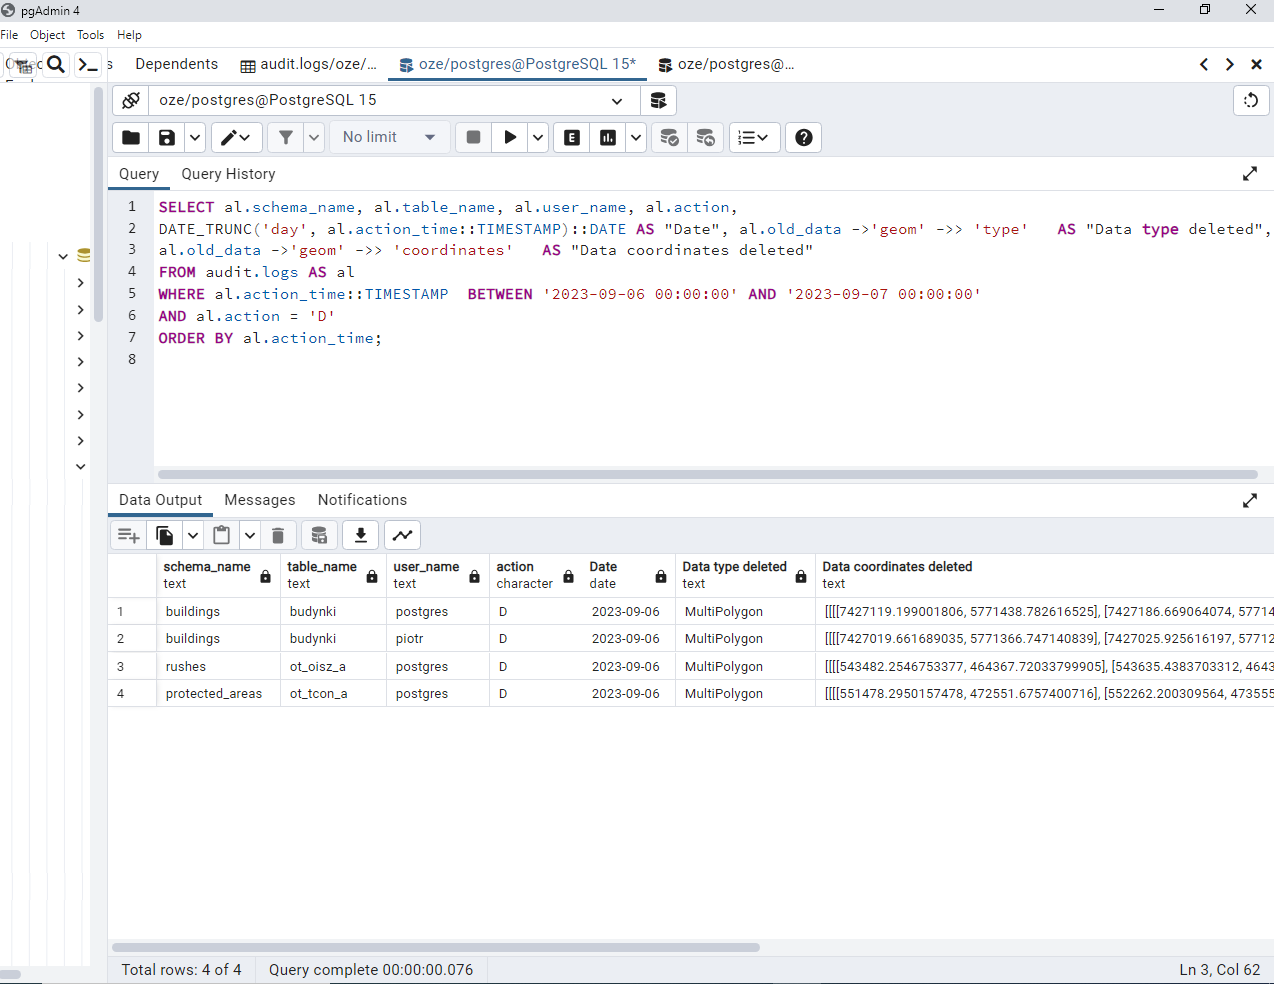 pgAdmin 4
File Object Tools Help
Dependents audit.logs/oze/... oze/postgres@PostgreSQL 15* oze/postgres@...
oze/postgres@PostgreSQL 15
No limit
E
Query Query History
1 SELECT al.schema_name, al.table_name, al.user_name, al.action,
2 DATE_TRUNC('day', al.action_time::TIMESTAMP)::DATE AS "Date", al.old_data ->'geom' ->> 'type' AS "Data type deleted",
3 al.old_data ->'geom' ->> 'coordinates' AS "Data coordinates deleted"
4 FROM audit.logs AS al
5 WHERE al.action_time::TIMESTAMP BETWEEN '2023-09-06 00:00:00' AND '2023-09-07 00:00:00'
6 AND al.action = 'D'
7 ORDER BY al.action_time;
8
Data Output Messages Notifications
schema_name table_name user_name action Date Data type deleted Data coordinates deleted
text text text character date text text
1 buildings budynki postgres D 2023-09-06 MultiPolygon [[[[7427119.199001806, 5771438.782616525], [7427186.669064074, 57714
2 buildings budynki piotr D 2023-09-06 MultiPolygon [[[[7427019.661689035, 5771366.747140839], [7427025.925616197, 57712
3 rushes ot_oisz_a postgres D 2023-09-06 MultiPolygon [[[[543482.2546753377, 464367.72033799905], [543635.4383703312, 4643
4 protected_areas ot_tcon_a postgres D 2023-09-06 MultiPolygon [[[[551478.2950157478, 472551.6757400716], [552262.200309564, 473555
Total rows: 4 of 4 Query complete 00:00:00.076 Ln 3, Col 62